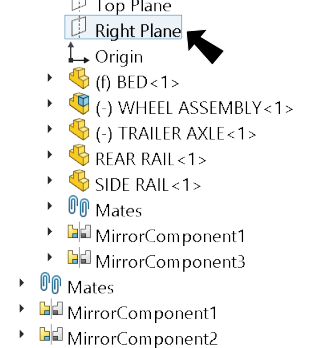 Top Plane
Right Plane
Origin
(f) BED<1>
(-) WHEEL ASSEMBLY<1>
(-) TRAILER AXLE<1>
REAR RAIL<1>
SIDE RAIL<1>
Mates
MirrorComponent1
MirrorComponent3
Mates
MirrorComponent1
MirrorComponent2